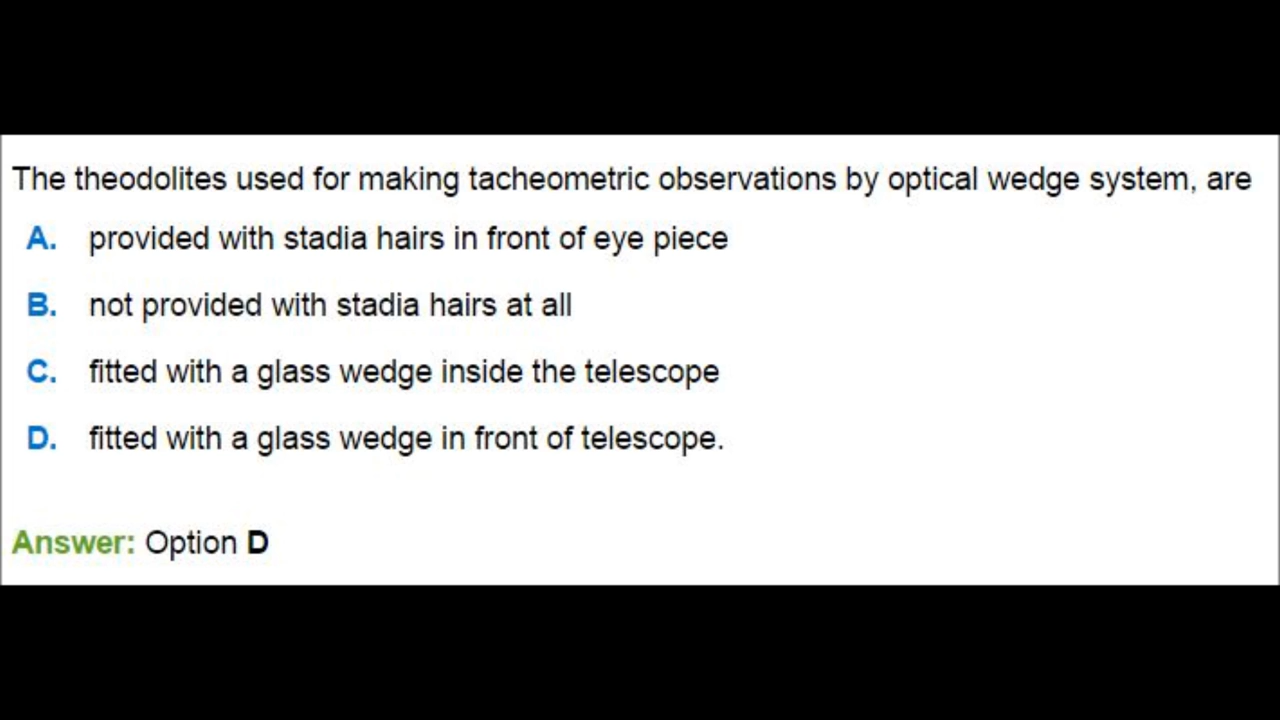 The theodolites used for making tacheometric observations by optical wedge system, are
A. provided with stadia hairs in front of eye piece
B. not provided with stadia hairs at all
C. fitted with a glass wedge inside the telescope
D. fitted with a glass wedge in front of telescope.
Answer: Option D